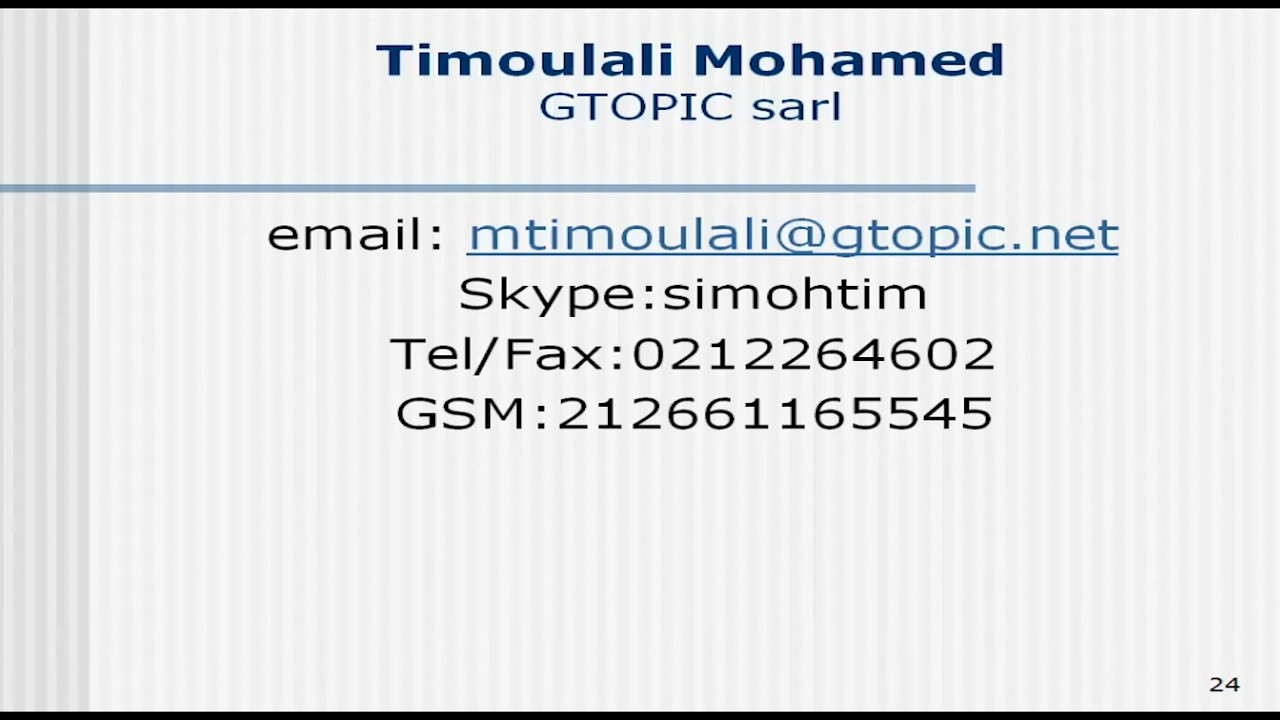 Timoulali Mohamed
GTOPIC sarl
email: mtimoulali@gtopic.net
Skype:simohtim
Tel/Fax:0212264602
GSM:212661165545
24